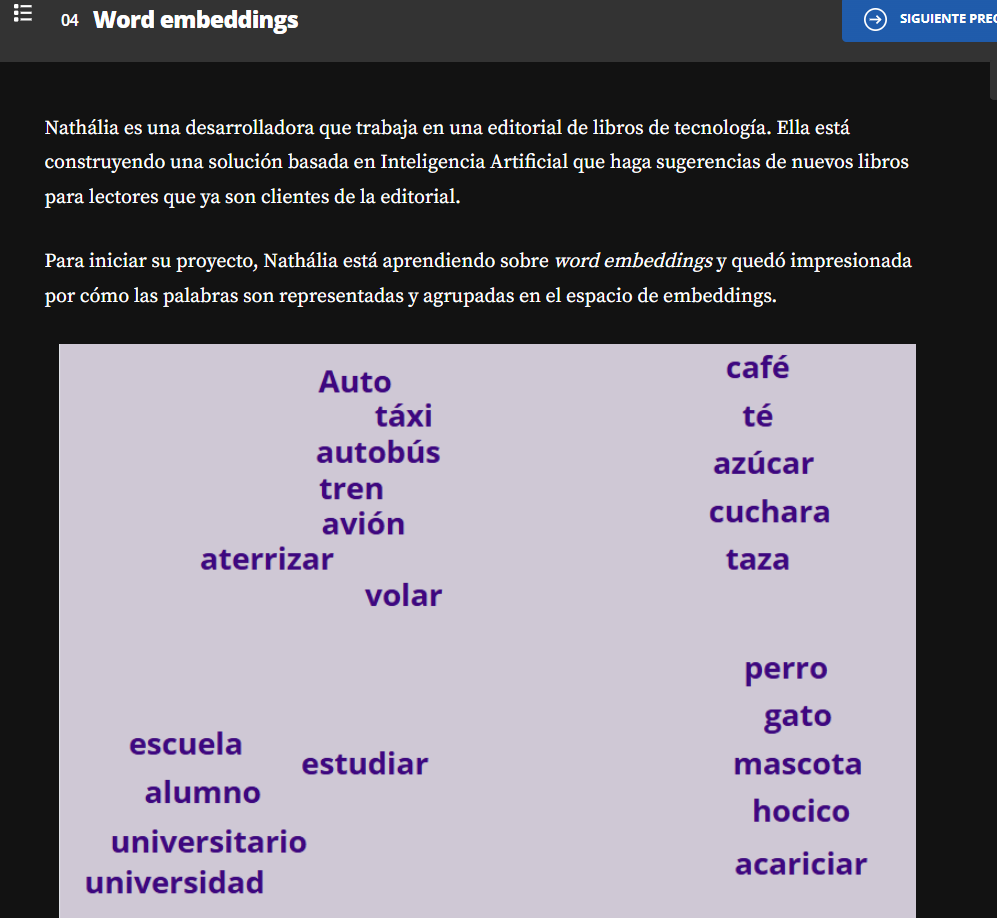 04 Word embeddings
SIGUIENTE PREG
Nathália es una desarrolladora que trabaja en una editorial de libros de tecnología. Ella está
construyendo una solución basada en Inteligencia Artificial que haga sugerencias de nuevos libros
para lectores que ya son clientes de la editorial.
Para iniciar su proyecto, Nathália está aprendiendo sobre word embeddings y quedó impresionada
por cómo las palabras son representadas y agrupadas en el espacio de embeddings.
Auto
táxi
autobús
tren
avión
aterrizar
volar
café
té
azúcar
cuchara
taza
escuela
estudiar
alumno
universitario
universidad
perro
gato
mascota
hocico
acariciar